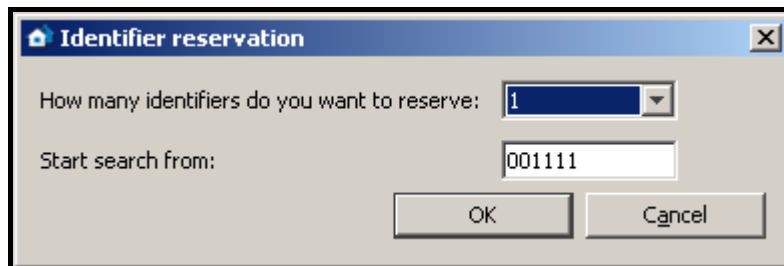 Identifier reservation
How many identifiers do you want to reserve: 1
Start search from: 001111
OK Cancel